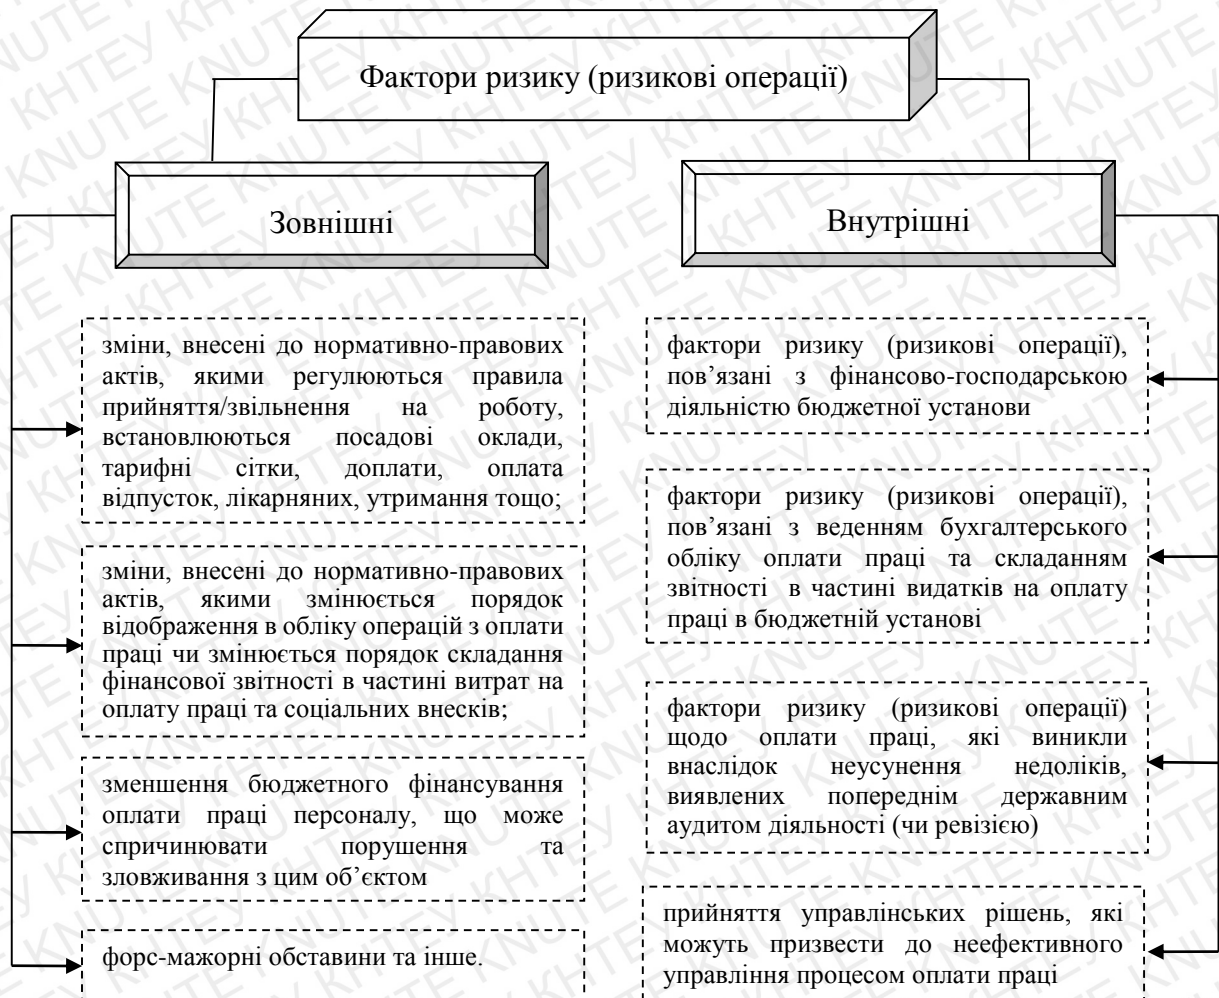 Фактори ризику (ризикові операції)
Зовнішні
зміни, внесені до нормативно-правових
актів, якими регулюються правила
прийняття/звільнення на роботу,
встановлюються посадові оклади,
тарифні сітки, доплати, оплата
відпусток, лікарняних, утримання тощо;
зміни, внесені до нормативно-правових
актів, якими змінюється порядок
відображення в обліку операцій з оплати
праці чи змінюється порядок складання
фінансової звітності в частині витрат на
оплату праці та соціальних внесків;
зменшення бюджетного фінансування
оплати праці персоналу, що може
спричинювати порушення та
зловживання з цим об’єктом
форс-мажорні обставини та інше.
Внутрішні
фактори ризику (ризикові операції),
пов’язані з фінансово-господарською
діяльністю бюджетної установи
фактори ризику (ризикові операції),
пов’язані з веденням бухгалтерського
обліку оплати праці та складанням
звітності в частині видатків на оплату
праці в бюджетній установі
фактори ризику (ризикові операції)
щодо оплати праці, які виникли
внаслідок неусунення недоліків,
виявлених попереднім державним
аудитом діяльності (чи ревізією)
прийняття управлінських рішень, які
можуть призвести до неефективного
управління процесом оплати праці